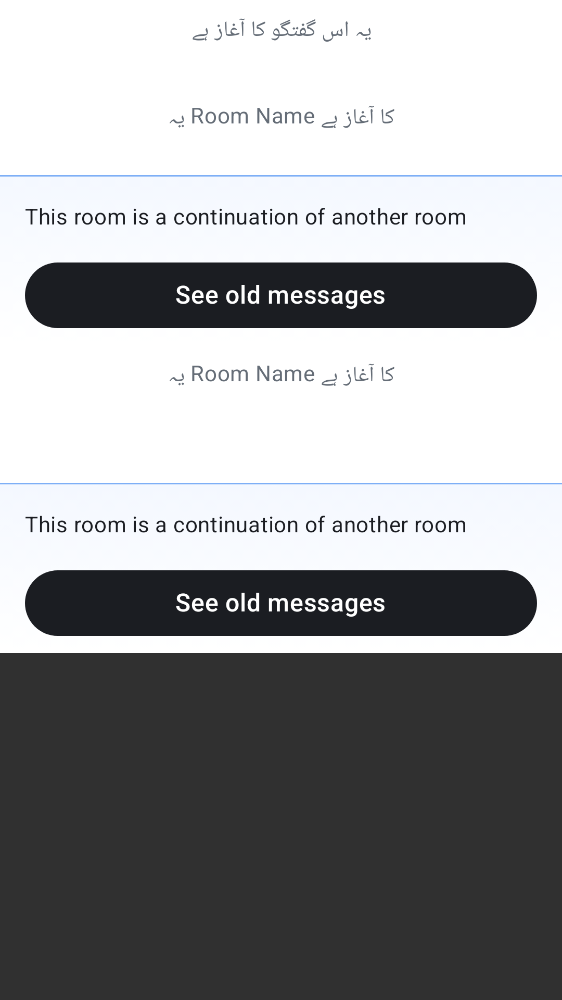 یہ اس گفتگو کا آغاز ہے
یہ Room Name کا آغاز ہے
This room is a continuation of another room
See old messages
یہ Room Name کا آغاز ہے
This room is a continuation of another room
See old messages